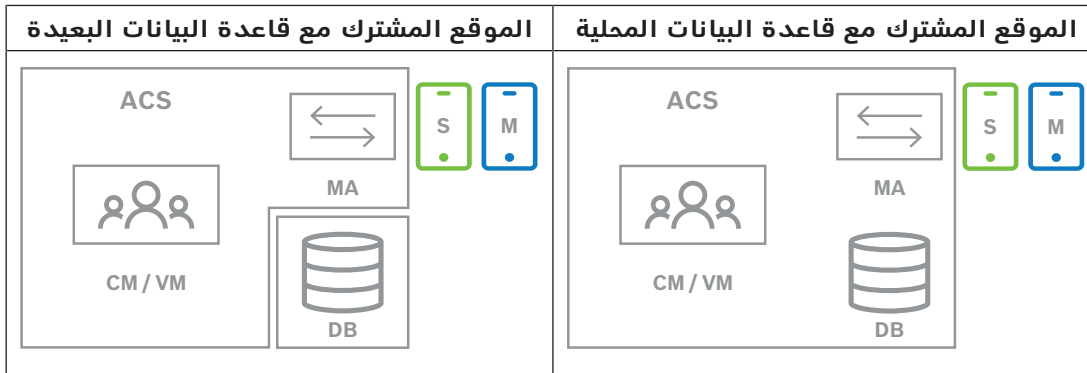 الموقع المشترك مع قاعدة البيانات المحلية
الموقع المشترك مع قاعدة البيانات البعيدة
ACS
S
M
MA
CM / VM
DB
ACS
S
M
MA
CM / VM
DB